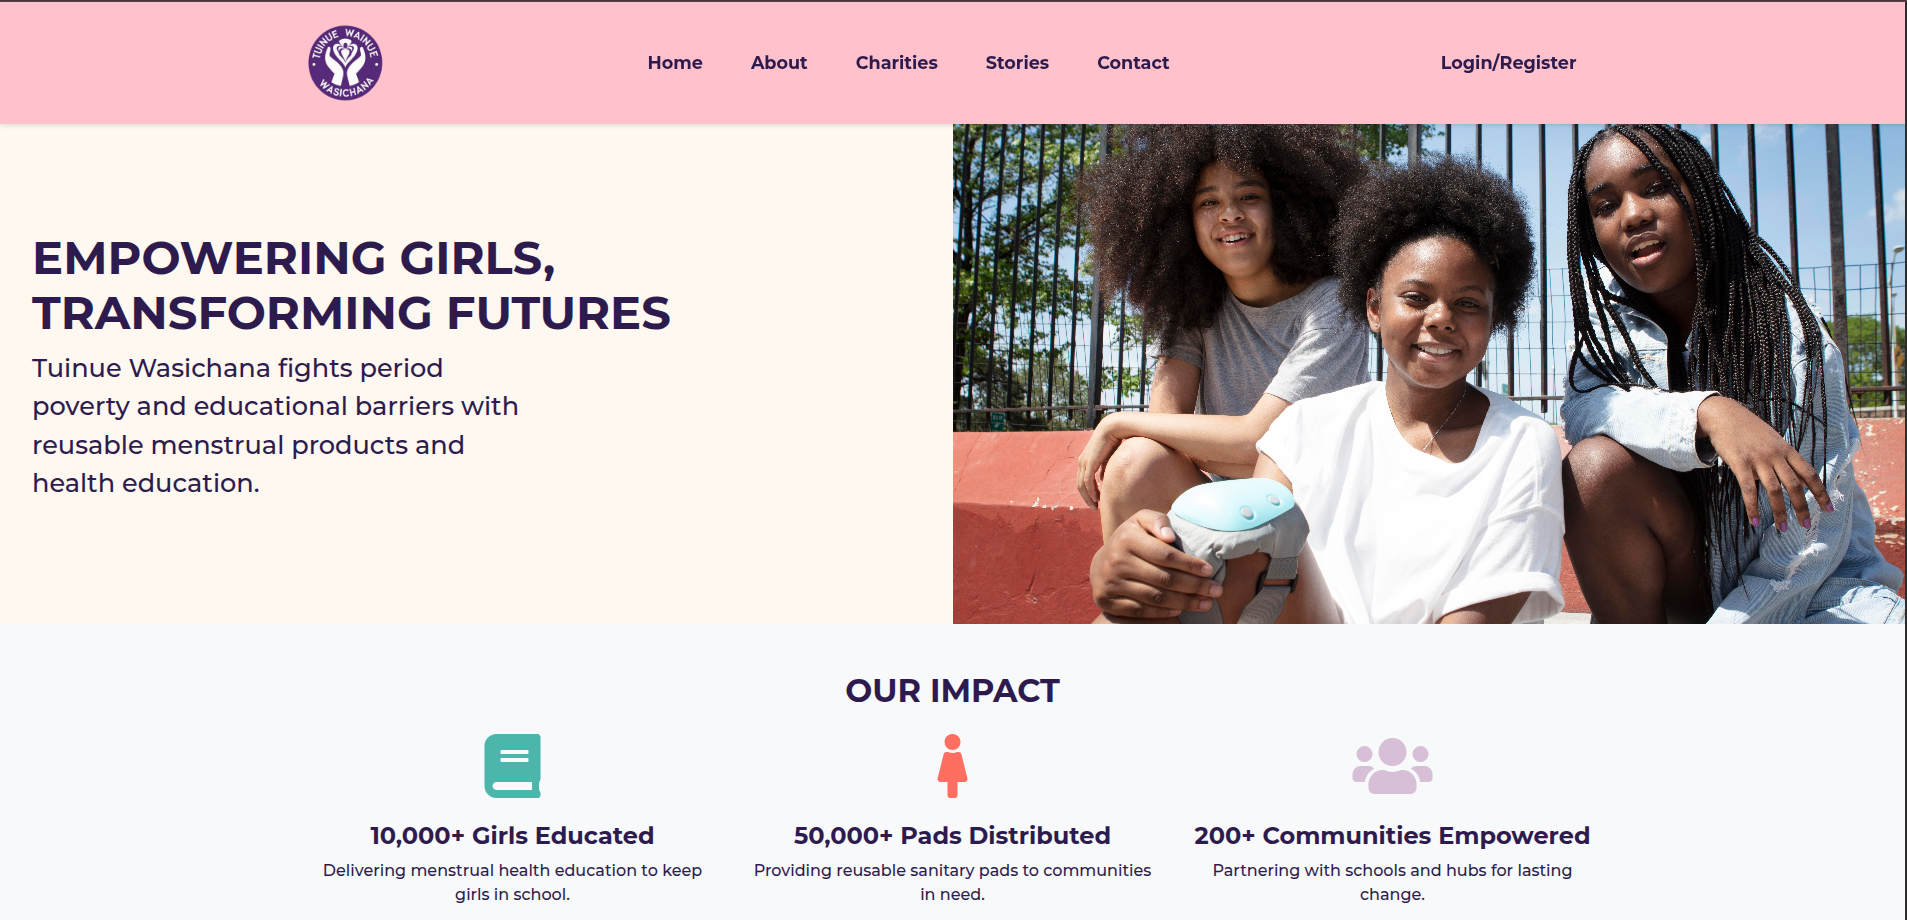 TUINUE WAINUE
WASICHANA
Home About Charities Stories Contact Login/Register
EMPOWERING GIRLS,
TRANSFORMING FUTURES
Tuinue Wasichana fights period
poverty and educational barriers with
reusable menstrual products and
health education.
OUR IMPACT
10,000+ Girls Educated
Delivering menstrual health education to keep
girls in school.
50,000+ Pads Distributed
Providing reusable sanitary pads to communities
in need.
200+ Communities Empowered
Partnering with schools and hubs for lasting
change.